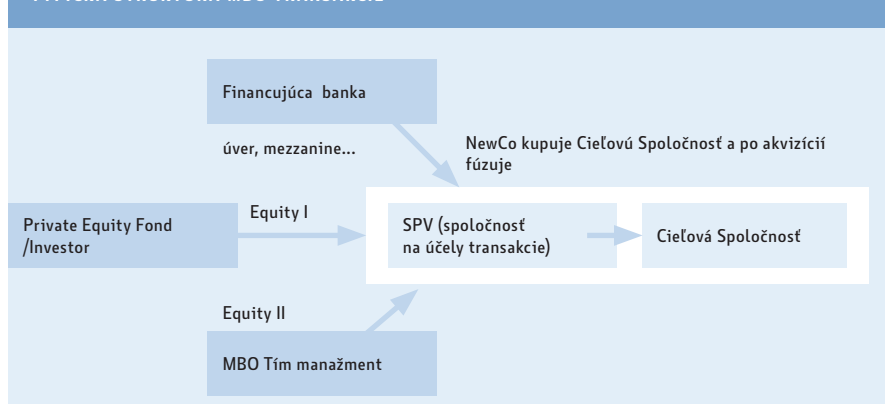 Financujúca banka
úver, mezzanine...
NewCo kupuje Cieľovú Spoločnosť a po akvizícií
fúzuje
Equity I
Private Equity Fond
/Investor
SPV (spoločnosť
na účely transakcie)
Cieľová Spoločnosť
Equity II
MBO Tím manažment